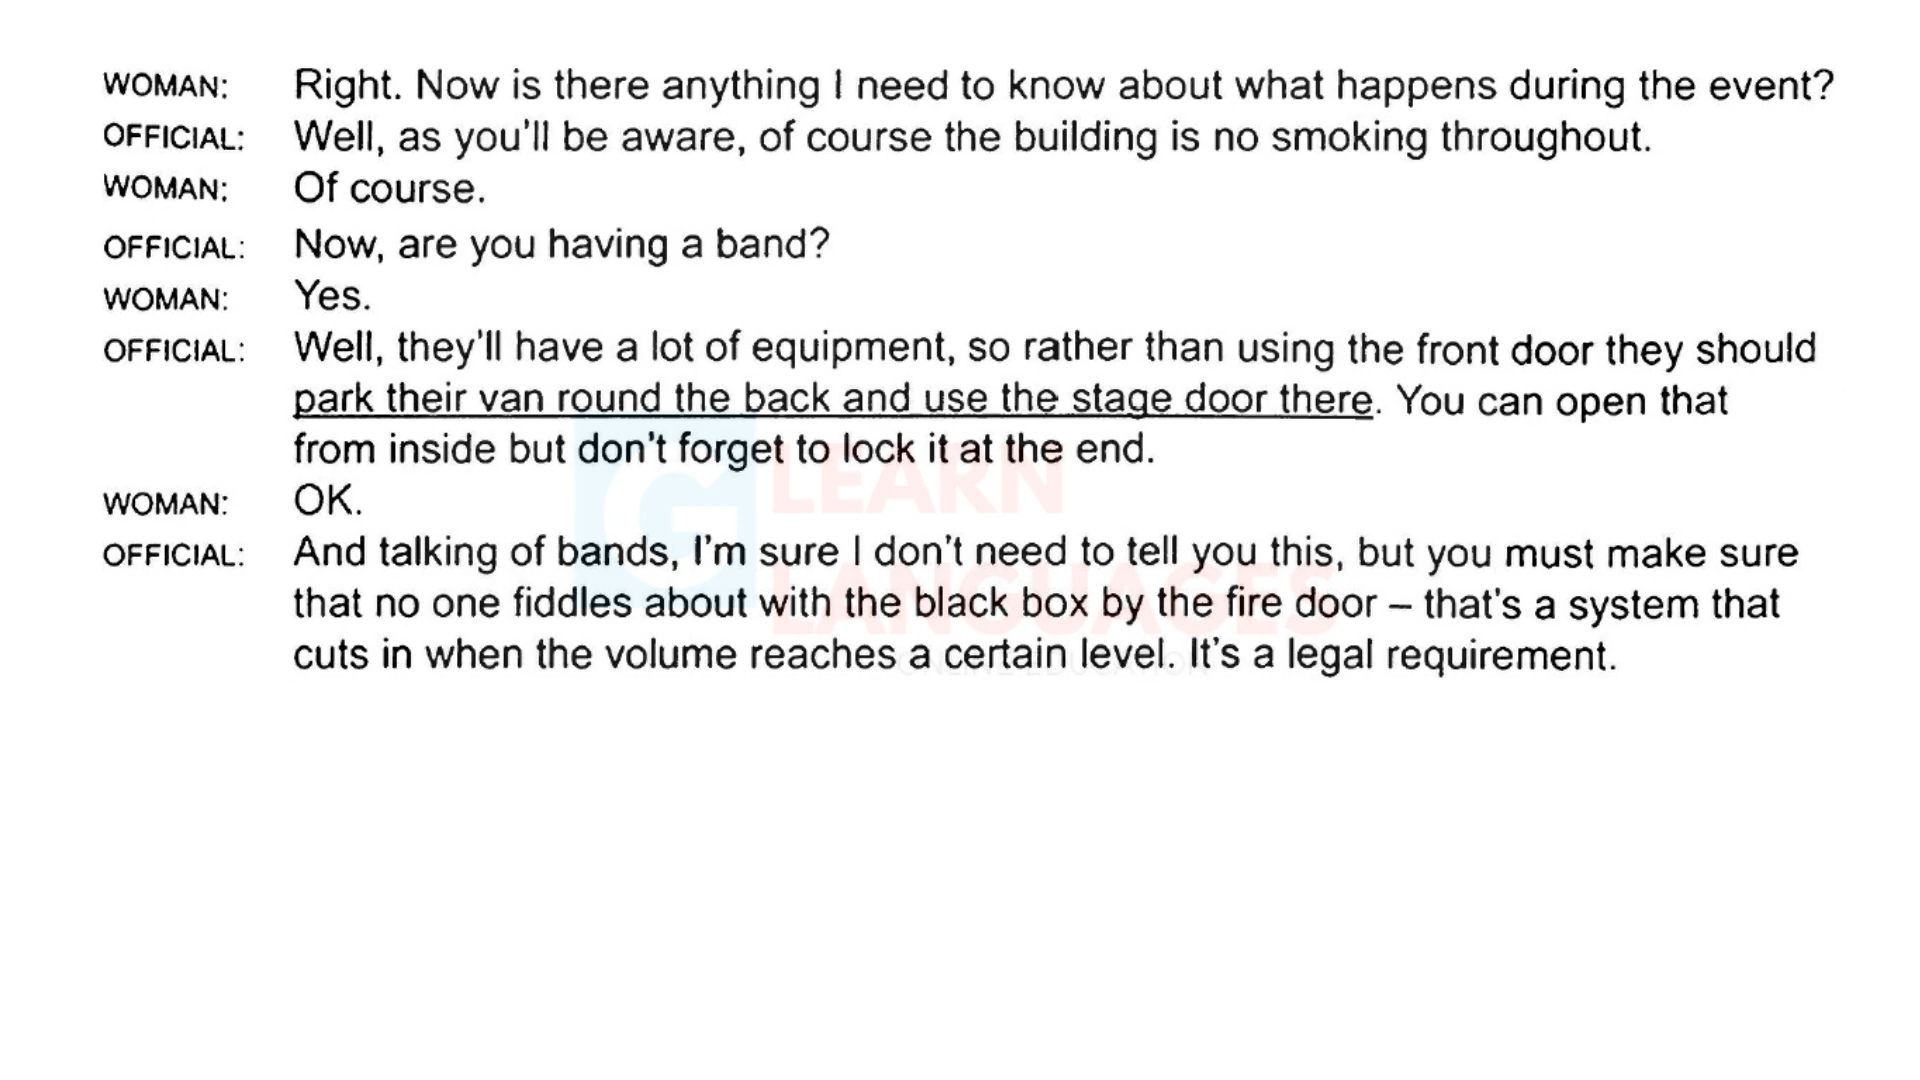 WOMAN: Right. Now is there anything I need to know about what happens during the event?
OFFICIAL: Well, as you'll be aware, of course the building is no smoking throughout.
WOMAN: Of course.
OFFICIAL: Now, are you having a band?
WOMAN: Yes.
OFFICIAL: Well, they'll have a lot of equipment, so rather than using the front door they should
park their van round the back and use the stage door there. You can open that
from inside but don't forget to lock it at the end.
WOMAN: OK.
OFFICIAL: And talking of bands, I'm sure I don't need to tell you this, but you must make sure
that no one fiddles about with the black box by the fire door – that's a system that
cuts in when the volume reaches a certain level. It's a legal requirement.
G LEARN
LANGUAGES
ONLINE EDUCATION